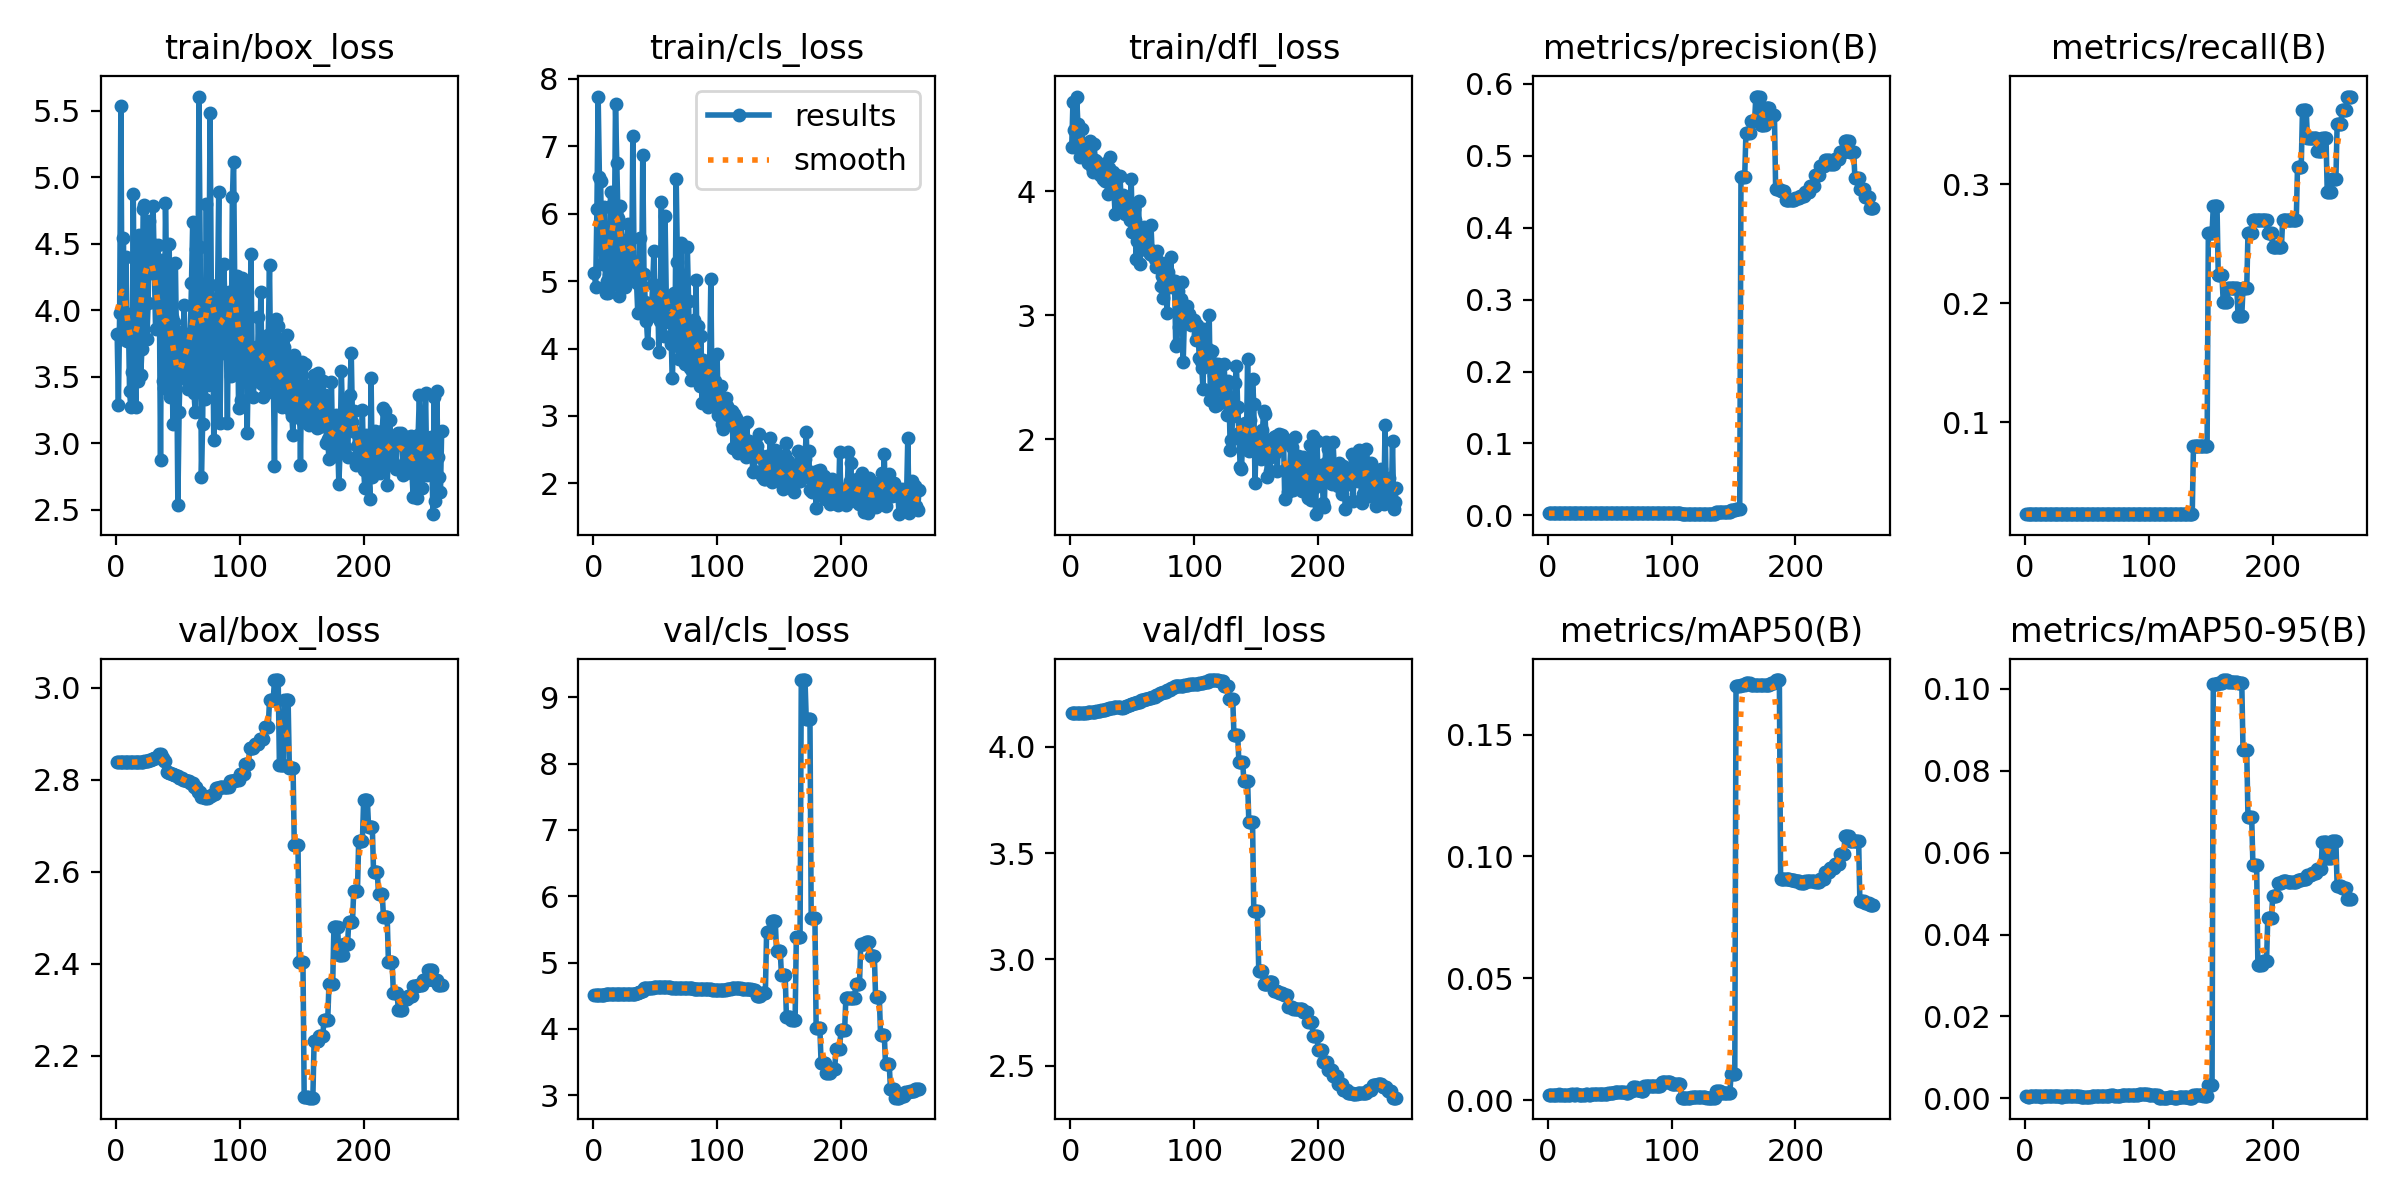 train/box_loss
train/cls_loss
train/dfl_loss
metrics/precision(B)
metrics/recall(B)
5.5
5.0
4.5
4.0
3.5
3.0
2.5
0 100 200
8
7
6
5
4
3
2
results
smooth
0 100 200
4
3
2
0 100 200
0.6
0.5
0.4
0.3
0.2
0.1
0.0
0 100 200
0.3
0.2
0.1
0 100 200
val/box_loss
val/cls_loss
val/dfl_loss
metrics/mAP50(B)
metrics/mAP50-95(B)
3.0
2.8
2.6
2.4
2.2
0 100 200
9
8
7
6
5
4
3
0 100 200
4.0
3.5
3.0
2.5
0 100 200
0.15
0.10
0.05
0.00
0 100 200
0.10
0.08
0.06
0.04
0.02
0.00
0 100 200